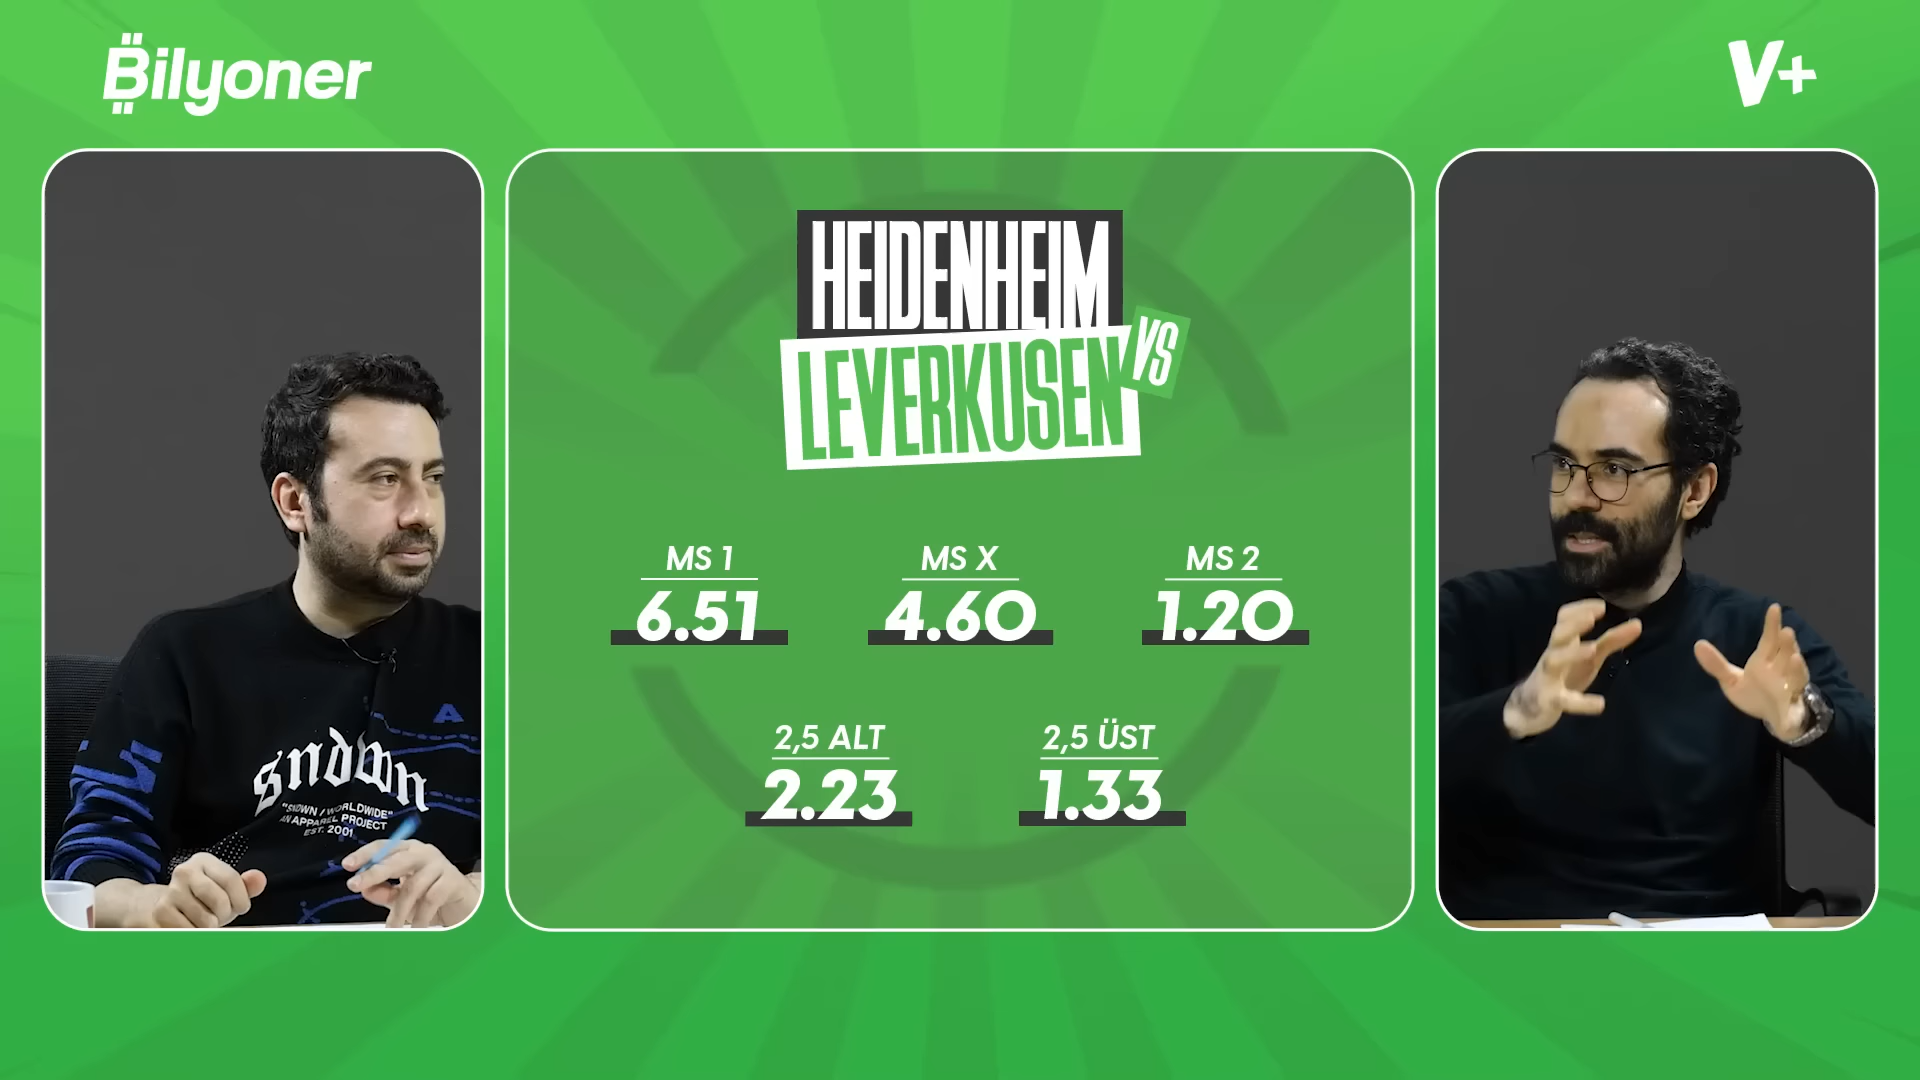 Bilyoner
V+
HEIDENHEIM
VS
LEVERKUSEN
MS 1
6.51
MS X
4.60
MS 2
1.20
2,5 ALT
2.23
2,5 ÜST
1.33
sndwn
"SNDWN / WORLDWIDE"
AN APPAREL PROJECT
EST. 2001
A